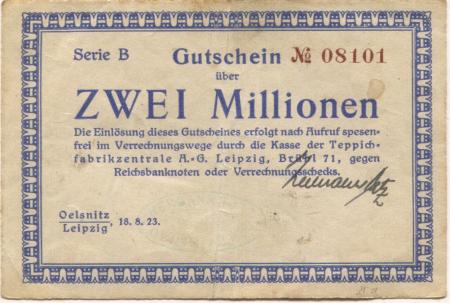 Serie B Gutschein № 08101
über
ZWEI Millionen
Die Einlösung dieses Gutscheines erfolgt nach Aufruf spesen-
frei im Verrechnungswege durch die Kasse der Teppich-
fabrikzentrale A.-G. Leipzig, Brühl 71, gegen
Reichsbanknoten oder Verrechnungsschecks.
Oelsnitz
Leipzig, 18. 8. 23.